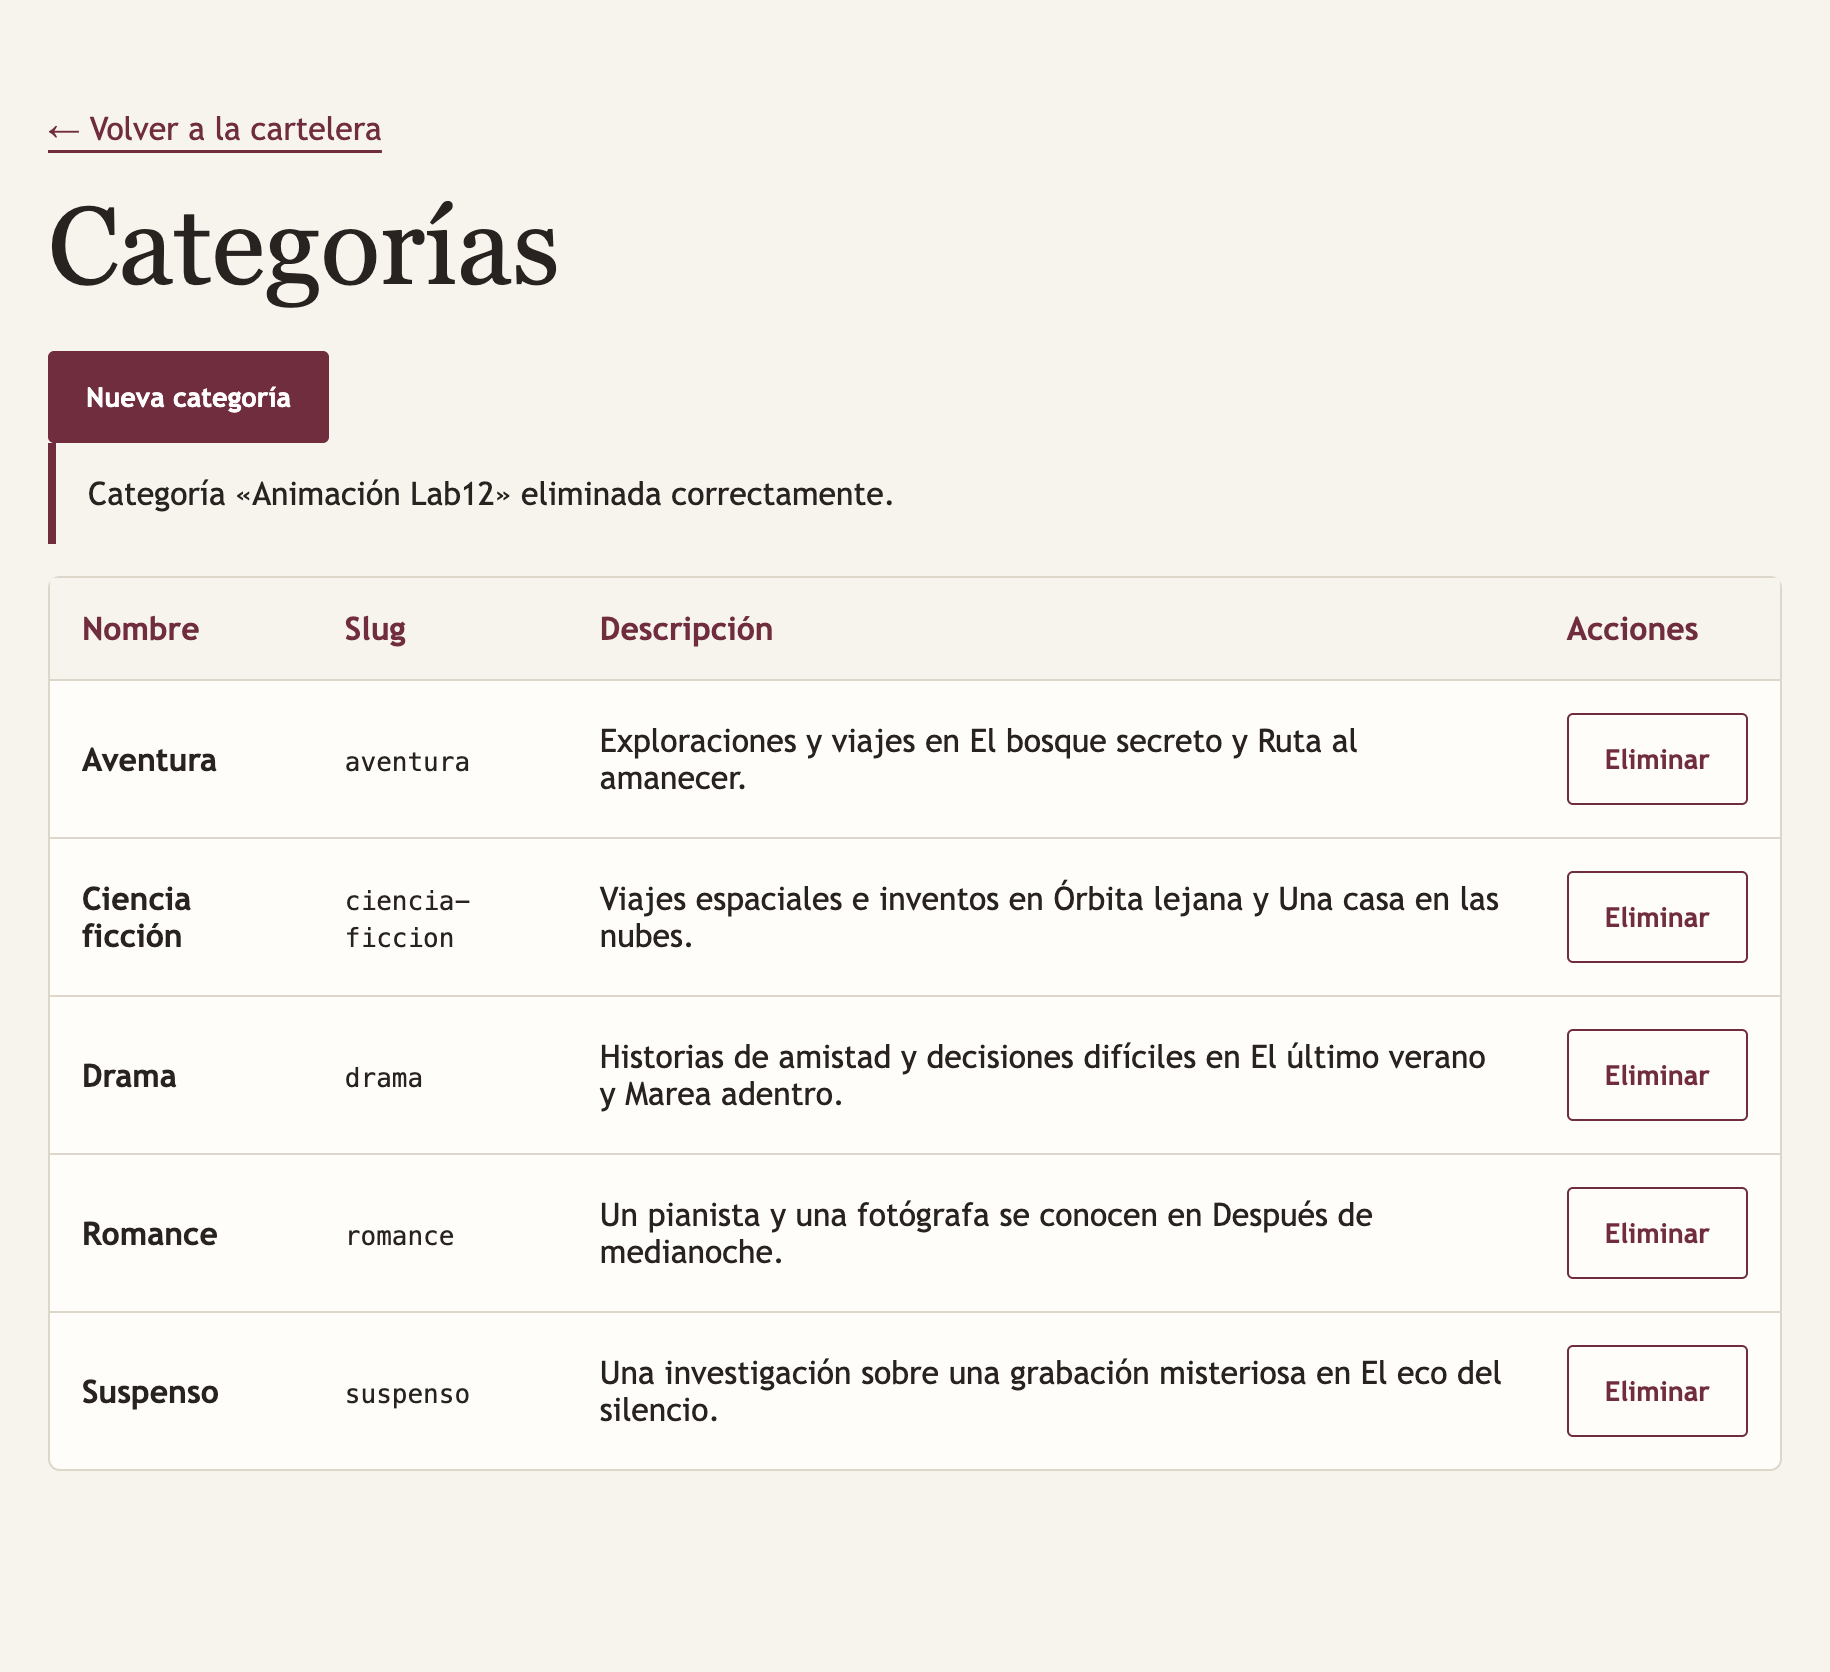 ← Volver a la cartelera
Categorías
Nueva categoría
Categoría «Animación Lab12» eliminada correctamente.
Nombre Slug Descripción Acciones
Aventura aventura Exploraciones y viajes en El bosque secreto y Ruta al
amanecer.
Eliminar
Ciencia
ficción
ciencia-
ficcion
Viajes espaciales e inventos en Órbita lejana y Una casa en las
nubes.
Eliminar
Drama drama Historias de amistad y decisiones difíciles en El último verano
y Marea adentro.
Eliminar
Romance romance Un pianista y una fotógrafa se conocen en Después de
medianoche.
Eliminar
Suspenso suspenso Una investigación sobre una grabación misteriosa en El eco del
silencio.
Eliminar